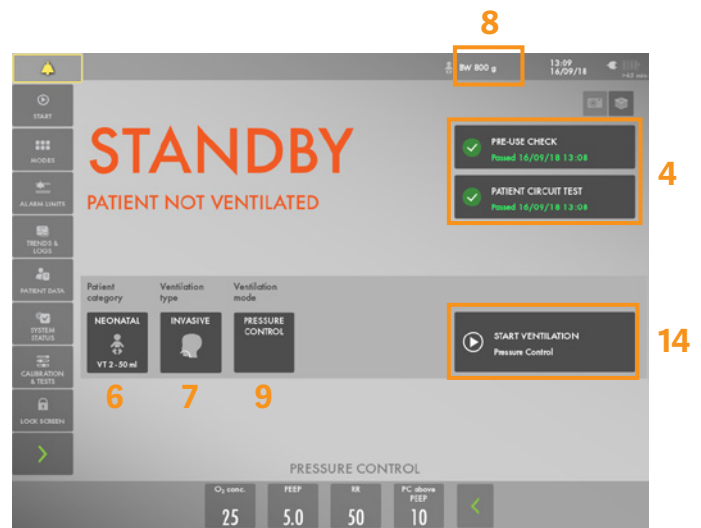 8
BW 800 g
13:09
16/09/18
START
STANDBY
PRE-USE CHECK
Passed 16/09/18 13:08
MODES
4
PATIENT CIRCUIT TEST
Passed 16/09/18 13:08
ALARM LIMITS
PATIENT NOT VENTILATED
TRENDS &
LOGS
PATIENT DATA
Patient
category
Ventilation
type
Ventilation
mode
SYSTEM
STATUS
NEONATAL
VT 2-50 ml
INVASIVE
PRESSURE
CONTROL
START VENTILATION
Pressure Control
14
CALIBRATION
& TESTS
6
7
9
LOCK SCREEN
PRESSURE CONTROL
O₂ conc.
25
PEEP
5.0
RR
50
PC above
PEEP
10